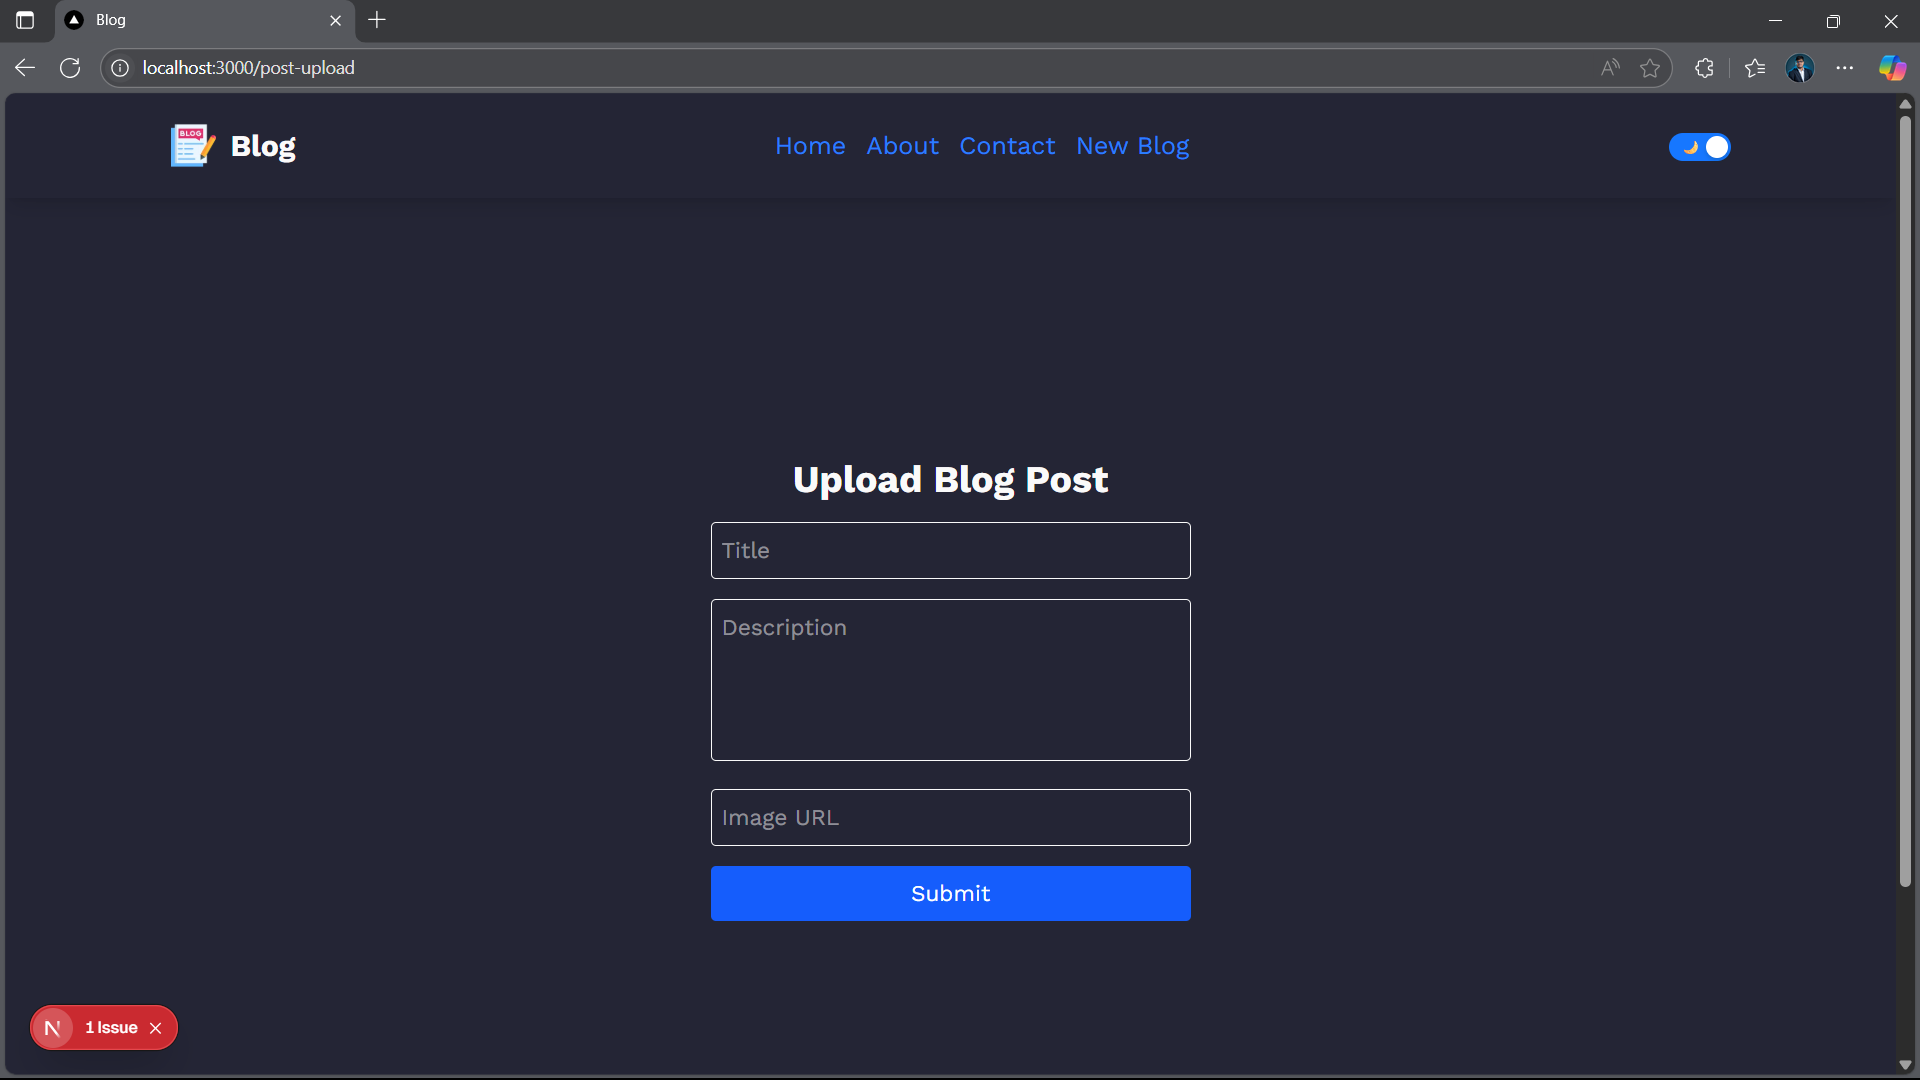 Blog
localhost:3000/post-upload
BLOG
Blog
Home About Contact New Blog
Upload Blog Post
Title
Description
Image URL
Submit
N 1 Issue